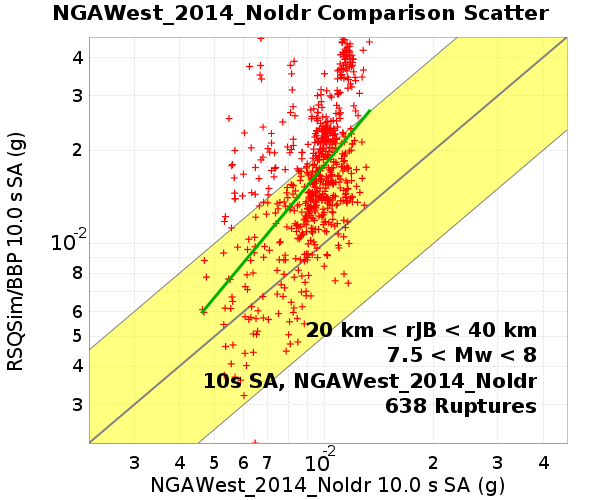 NGAWest_2014_NoIdr Comparison Scatter
RSQSim/BBP 10.0 s SA (g)
4
3
2
10-2
8
6
5
4
3
20 km < rJB < 40 km
7.5 < Mw < 8
10s SA, NGAWest_2014_NoIdr
638 Ruptures
3 4 5 6 7 10-2 2 3 4
NGAWest_2014_NoIdr 10.0 s SA (g)